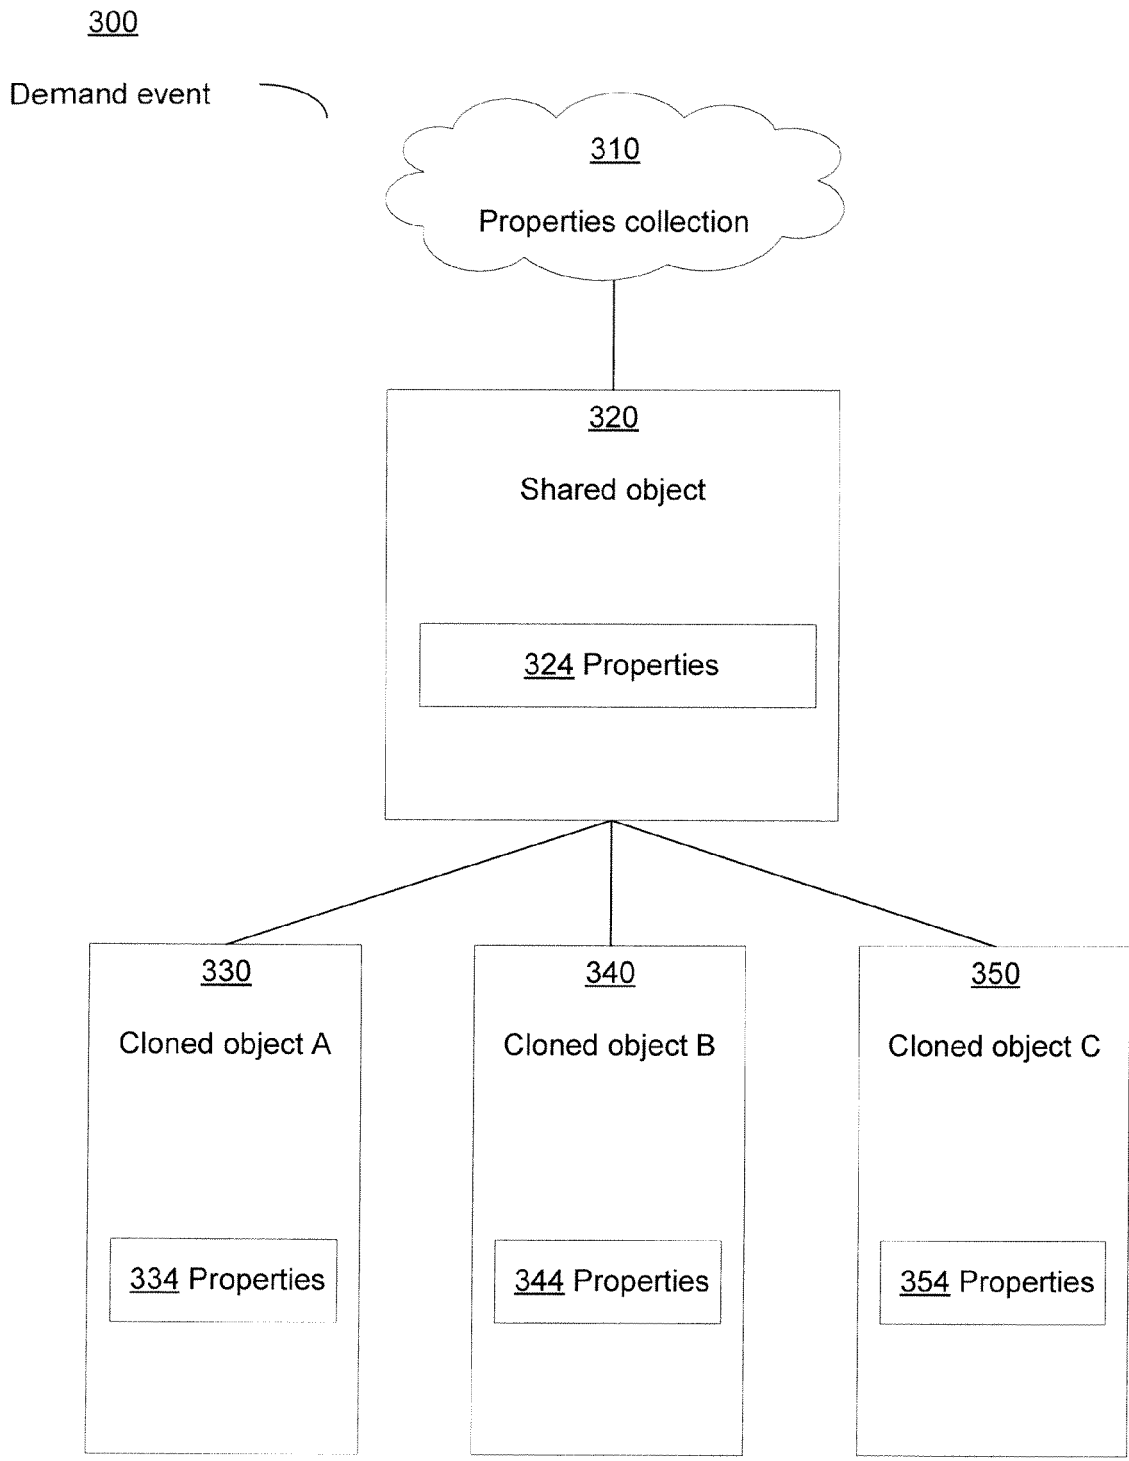 300
Demand event
310
Properties collection
320
Shared object
324 Properties
330
Cloned object A
334 Properties
340
Cloned object B
344 Properties
350
Cloned object C
354 Properties